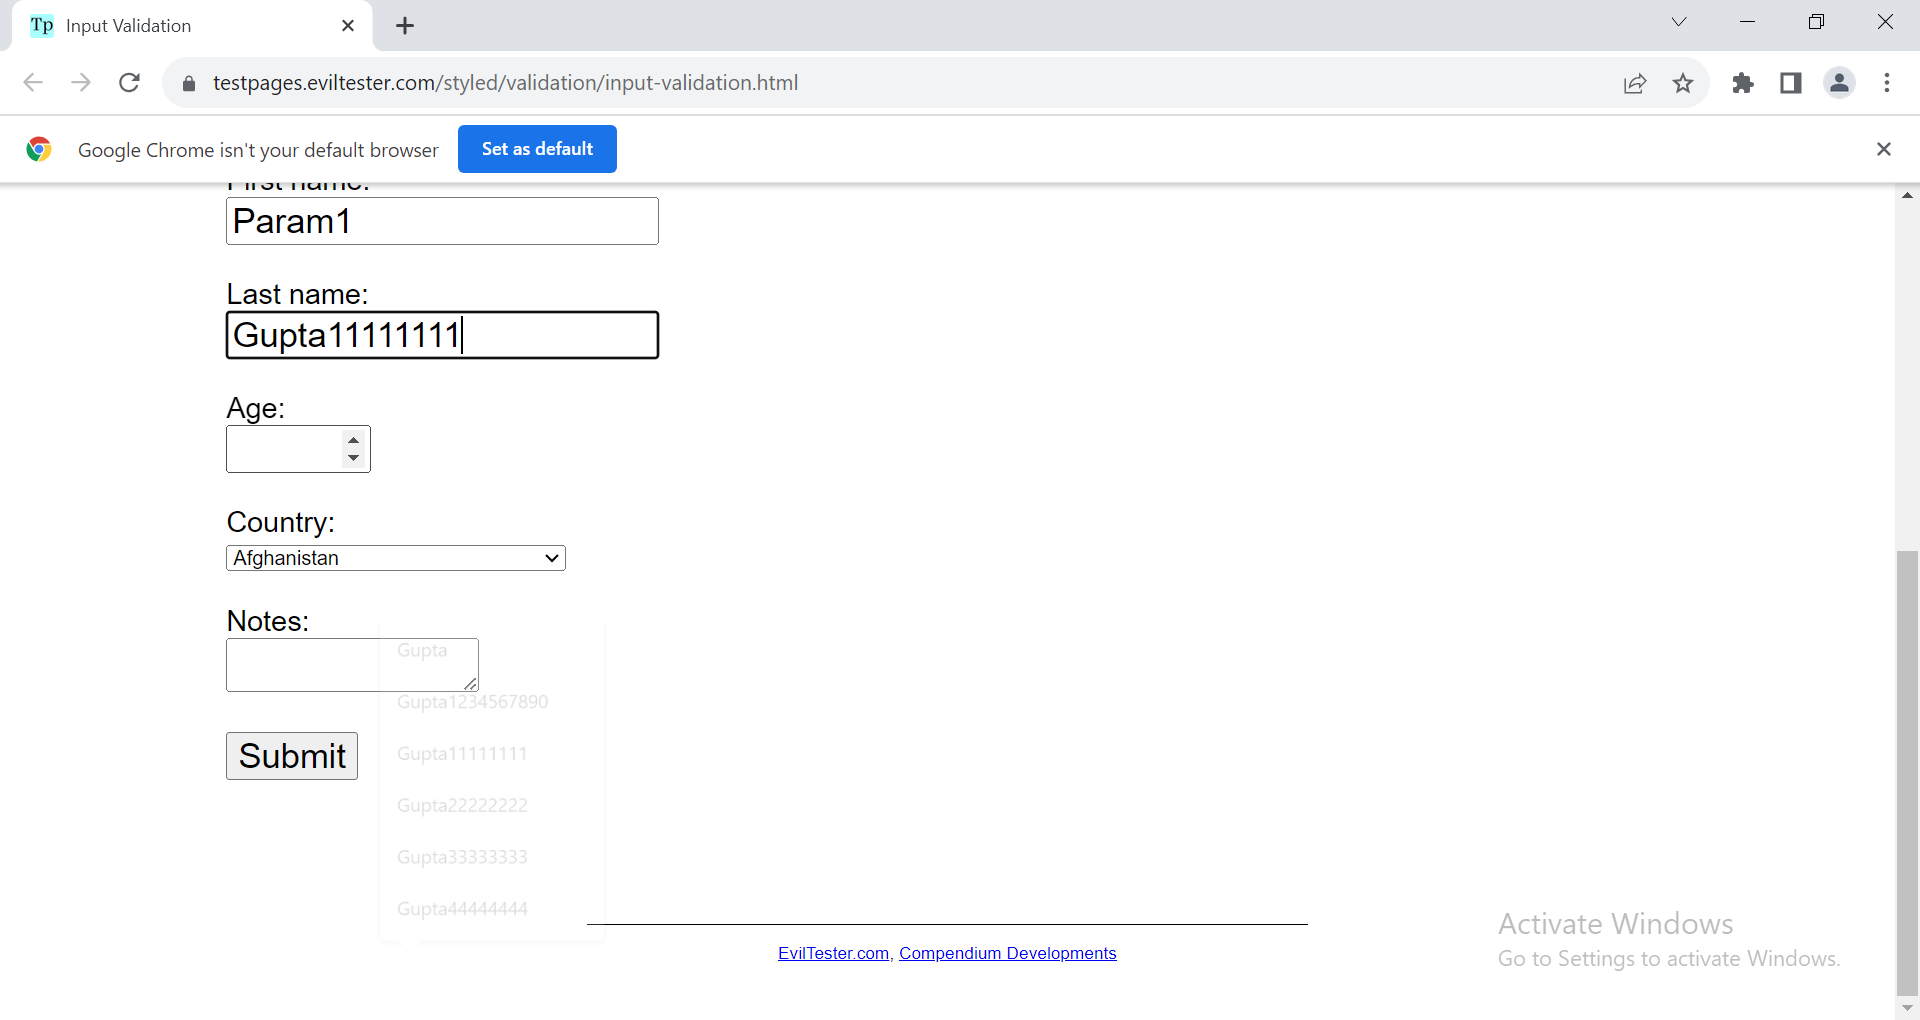 Tp Input Validation
testpages.eviltester.com/styled/validation/input-validation.html
Google Chrome isn't your default browser Set as default
First name:
Param1
Last name:
Gupta11111111
Age:
Country:
Afghanistan
Notes:
Gupta
Gupta1234567890
Gupta11111111
Submit
Gupta22222222
Gupta33333333
Gupta44444444
EvilTester.com, Compendium Developments
Activate Windows
Go to Settings to activate Windows.